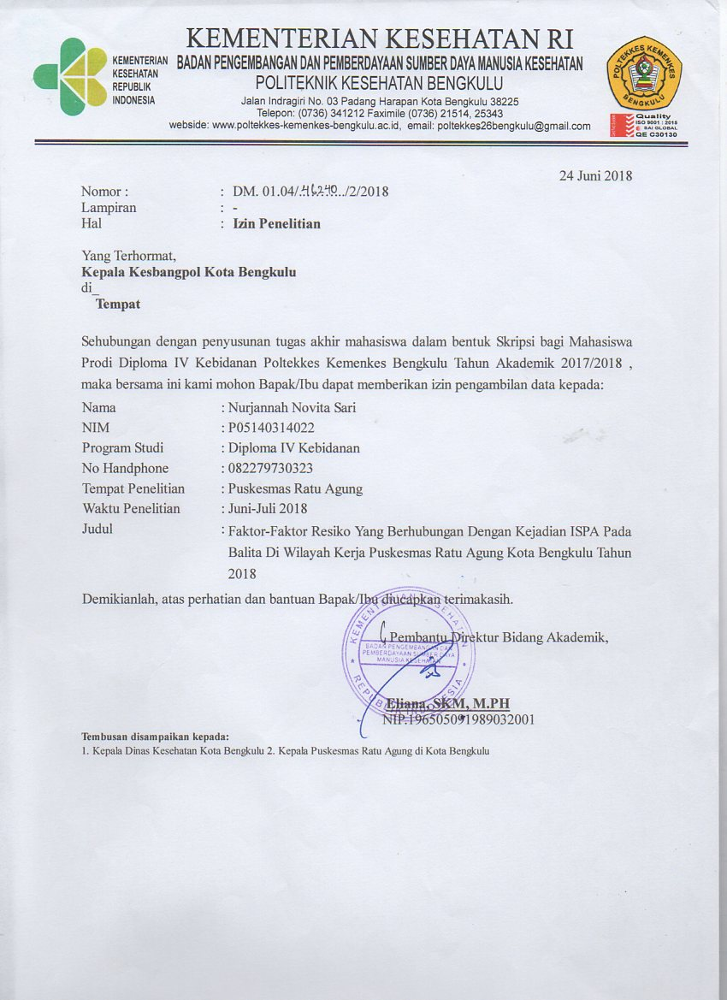 KEMENTERIAN KESEHATAN RI
BADAN PENGEMBANGAN DAN PEMBERDAYAAN SUMBER DAYA MANUSIA KESEHATAN
POLITEKNIK KESEHATAN BENGKULU
Jalan Indragiri No. 03 Padang Harapan Kota Bengkulu 38225
Telepon: (0736) 341212 Faximile (0736) 21514, 25343
webside: www.poltekkes-kemenkes-bengkulu.ac.id, email: poltekkes26bengkulu@gmail.com
KEMENTERIAN
KESEHATAN
REPUBLIK
INDONESIA
POLTEKKES KEMENKES
BENGKULU
Quality
ISO 9001 : 2015
SAI GLOBAL
QE C30130
24 Juni 2018
Nomor : : DM. 01.04/.46240../2/2018
Lampiran : -
Hal : Izin Penelitian
Yang Terhormat,
Kepala Kesbangpol Kota Bengkulu
di_
Tempat
Sehubungan dengan penyusunan tugas akhir mahasiswa dalam bentuk Skripsi bagi Mahasiswa
Prodi Diploma IV Kebidanan Poltekkes Kemenkes Bengkulu Tahun Akademik 2017/2018 ,
maka bersama ini kami mohon Bapak/Ibu dapat memberikan izin pengambilan data kepada:
Nama : Nurjannah Novita Sari
NIM : P05140314022
Program Studi : Diploma IV Kebidanan
No Handphone : 082279730323
Tempat Penelitian : Puskesmas Ratu Agung
Waktu Penelitian : Juni-Juli 2018
Judul : Faktor-Faktor Resiko Yang Berhubungan Dengan Kejadian ISPA Pada
Balita Di Wilayah Kerja Puskesmas Ratu Agung Kota Bengkulu Tahun
2018
Demikianlah, atas perhatian dan bantuan Bapak/Ibu diucapkan terimakasih.
Pembantu Direktur Bidang Akademik,
KEMENTERIAN KESEHATAN
BADAN PENGEMBANGAN DAN
PEMBERDAYAAN SUMBER DAYA
MANUSIA KESEHATAN
REPUBLIK INDONESIA
Eliana, SKM, M.PH
NIP.196505091989032001
Tembusan disampaikan kepada:
1. Kepala Dinas Kesehatan Kota Bengkulu 2. Kepala Puskesmas Ratu Agung di Kota Bengkulu